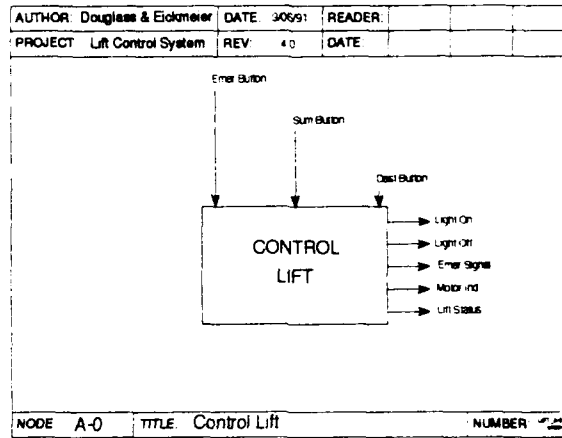 AUTHOR: Douglass & Eickmeier DATE: 3/06/91 READER:
PROJECT Lift Control System REV: 4.0 DATE
Emer Button
Sum Button
Dest Button
CONTROL
LIFT
Light On
Light Off
Emer Signal
Motor Ind
Lift Status
NODE A-0 TITLE: Control Lift NUMBER: